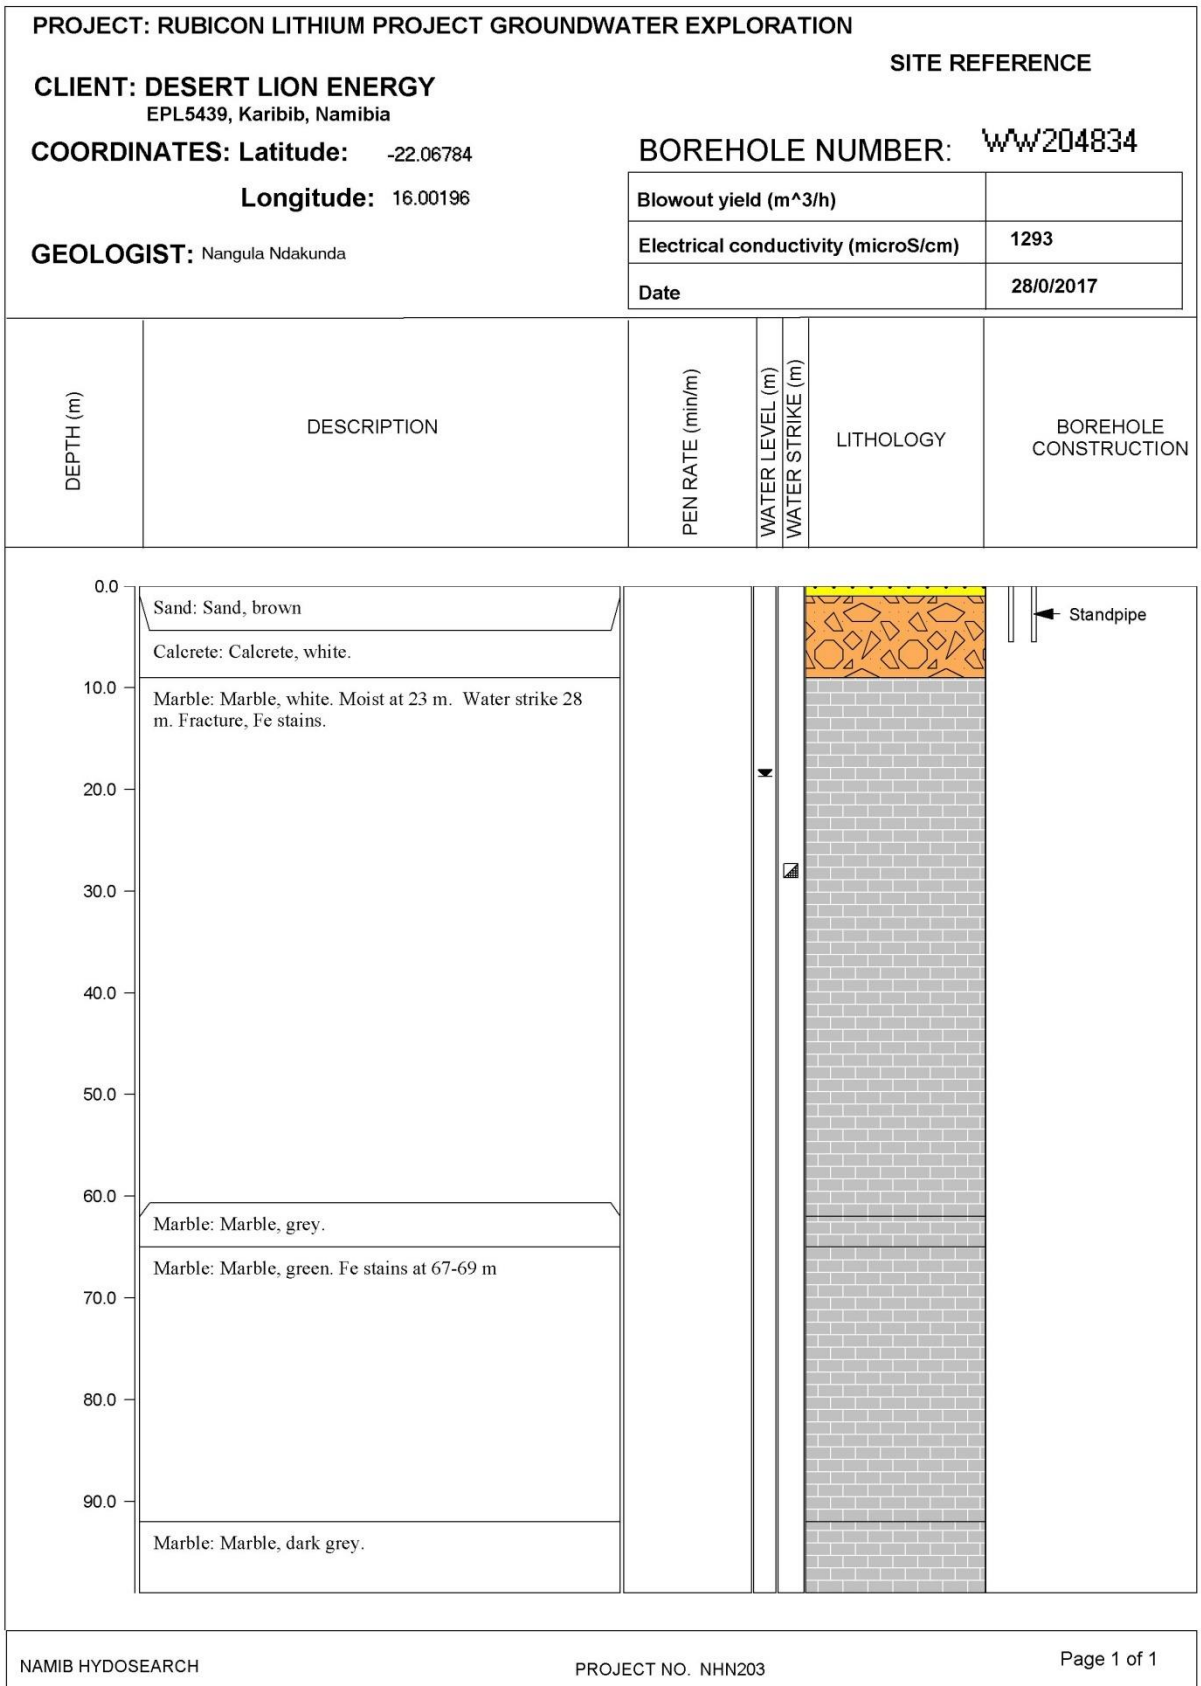 PROJECT: RUBICON LITHIUM PROJECT GROUNDWATER EXPLORATION
SITE REFERENCE
CLIENT: DESERT LION ENERGY
EPL5439, Karibib, Namibia
COORDINATES: Latitude: -22.06784
Longitude: 16.00196
GEOLOGIST: Nangula Ndakunda
BOREHOLE NUMBER: WW204834
Blowout yield (m^3/h)
Electrical conductivity (microS/cm) 1293
Date 28/0/2017
DEPTH (m)
DESCRIPTION
PEN RATE (min/m)
WATER LEVEL (m)
WATER STRIKE (m)
LITHOLOGY
BOREHOLE
CONSTRUCTION
0.0
Sand: Sand, brown
Standpipe
Calcrete: Calcrete, white.
10.0
Marble: Marble, white. Moist at 23 m. Water strike 28
m. Fracture, Fe stains.
20.0
30.0
40.0
50.0
60.0
Marble: Marble, grey.
Marble: Marble, green. Fe stains at 67-69 m
70.0
80.0
90.0
Marble: Marble, dark grey.
NAMIB HYDOSEARCH
PROJECT NO. NHN203
Page 1 of 1